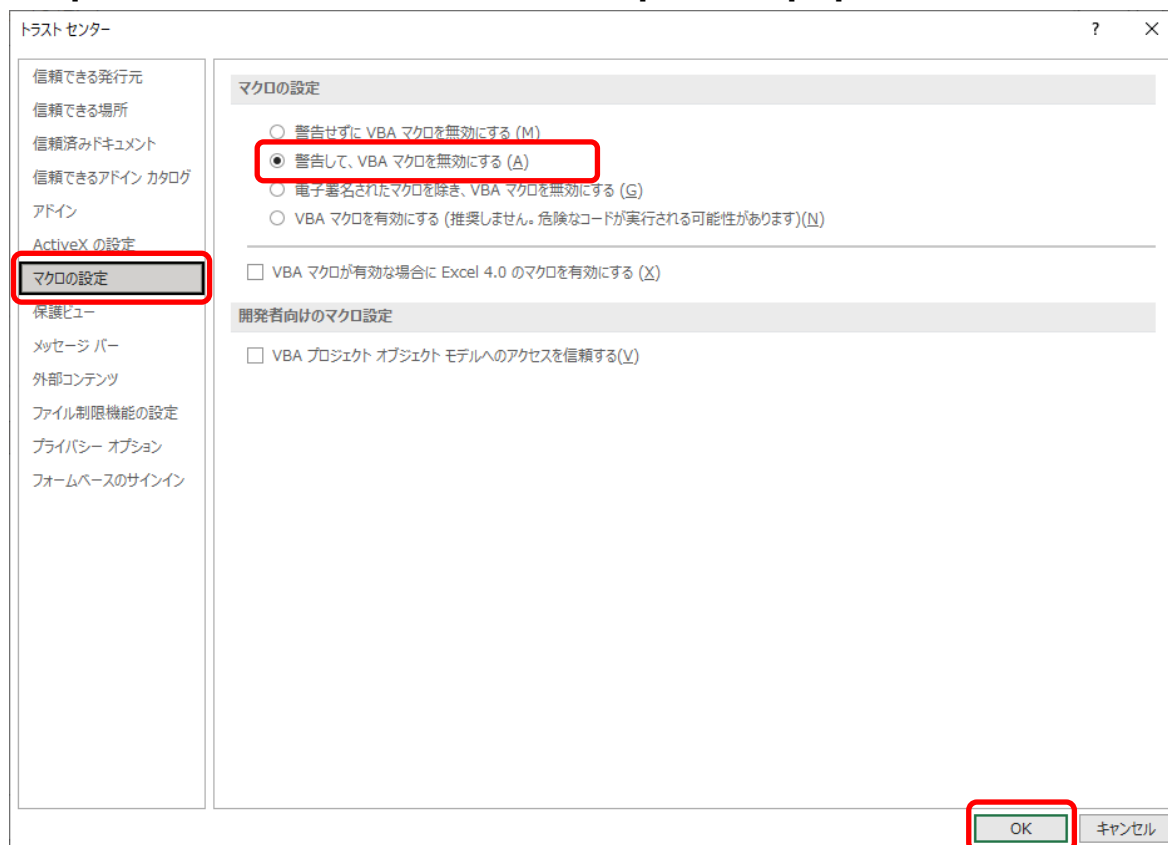 トラスト センター
?
×
信頼できる発行元
信頼できる場所
信頼済みドキュメント
信頼できるアドイン カタログ
アドイン
ActiveX の設定
マクロの設定
保護ビュー
メッセージ バー
外部コンテンツ
ファイル制限機能の設定
プライバシー オプション
フォームベースのサインイン
マクロの設定
警告せずに VBA マクロを無効にする (M)
警告して、VBA マクロを無効にする (A)
電子署名されたマクロを除き、VBA マクロを無効にする (G)
VBA マクロを有効にする (推奨しません。危険なコードが実行される可能性があります)(N)
VBA マクロが有効な場合に Excel 4.0 のマクロを有効にする (X)
開発者向けのマクロ設定
VBA プロジェクト オブジェクト モデルへのアクセスを信頼する(V)
OK
キャンセル